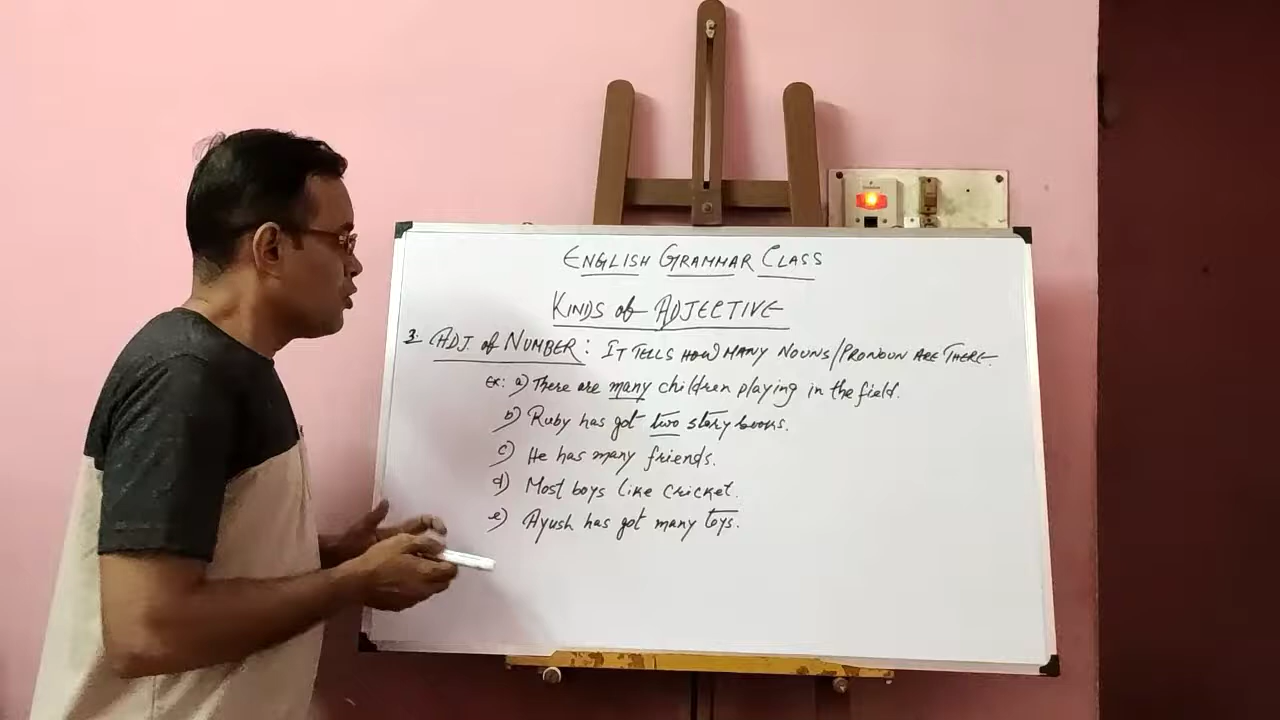 ENGLISH GRAMMAR CLASS
KINDS of ADJECTIVE
3. ADJ. of NUMBER: IT TELLS HOW MANY NOUNS/PRONOUN ARE THERE.
Ex: a) There are many children playing in the field.
b) Ruby has got two story books.
c) He has many friends.
d) Most boys like cricket.
e) Ayush has got many toys.